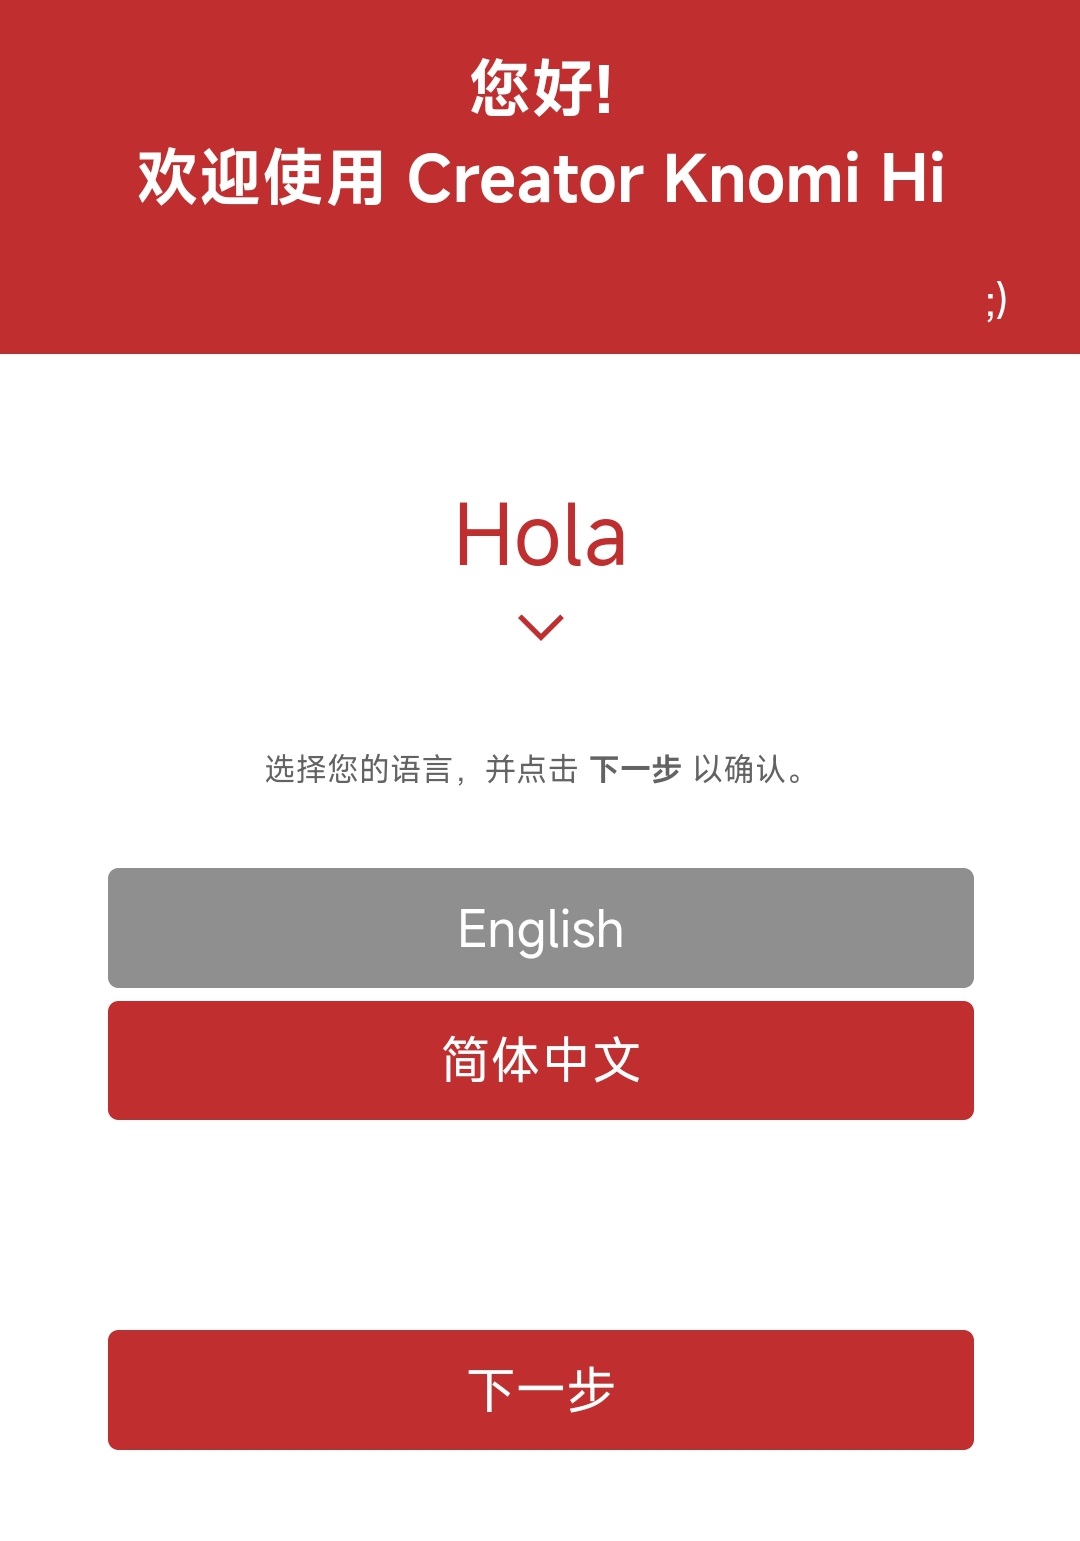 您好!
欢迎使用 Creator Knomi Hi
;)
Hola
选择您的语言，并点击 下一步 以确认。
English
简体中文
下一步